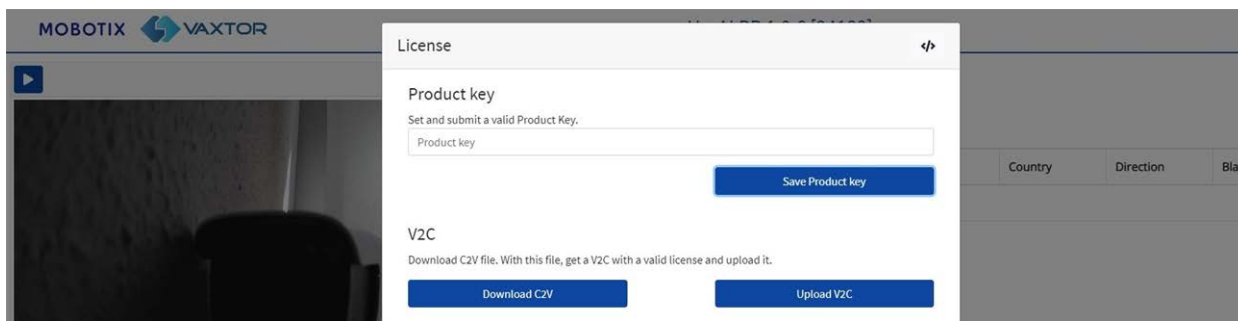 MOBOTIX VAXTOR
License
</>
Product key
Set and submit a valid Product Key.
Product key
Save Product key
Country Direction Bla
V2C
Download C2V file. With this file, get a V2C with a valid license and upload it.
Download C2V Upload V2C